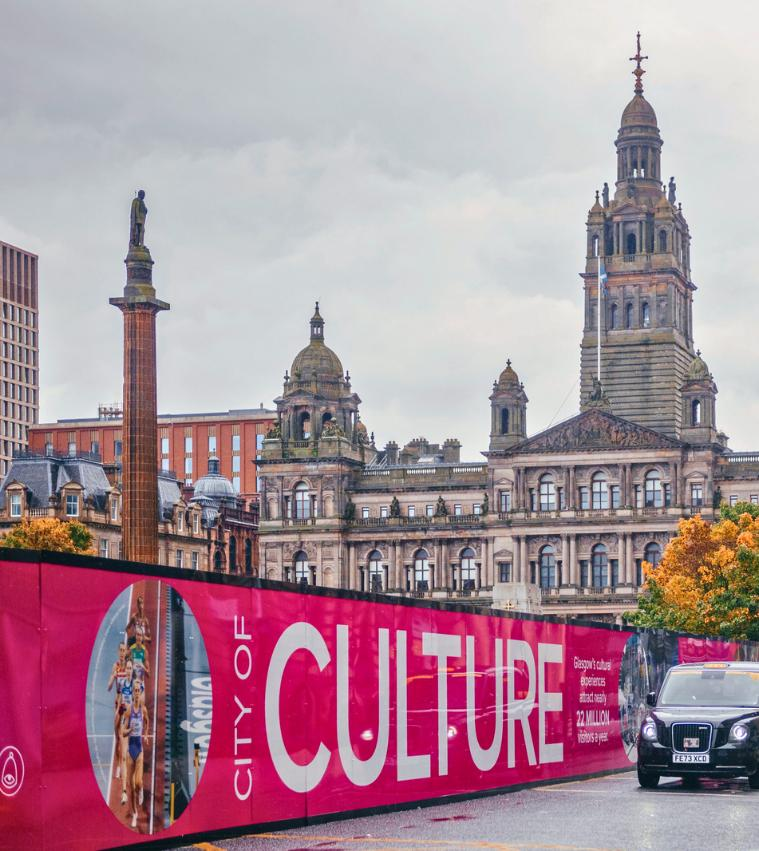 CITY OF
CULTURE
Glasgow's cultural
experiences
attract nearly
22 MILLION
visitors a year
FE73 XCD